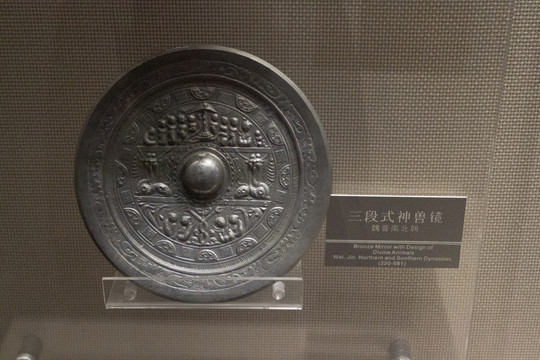 三段式神兽镜
魏晋南北朝
Bronze Mirror with Design of
Divine Animals
Wei, Jin, Northern and Southern Dynasties
(220-581)